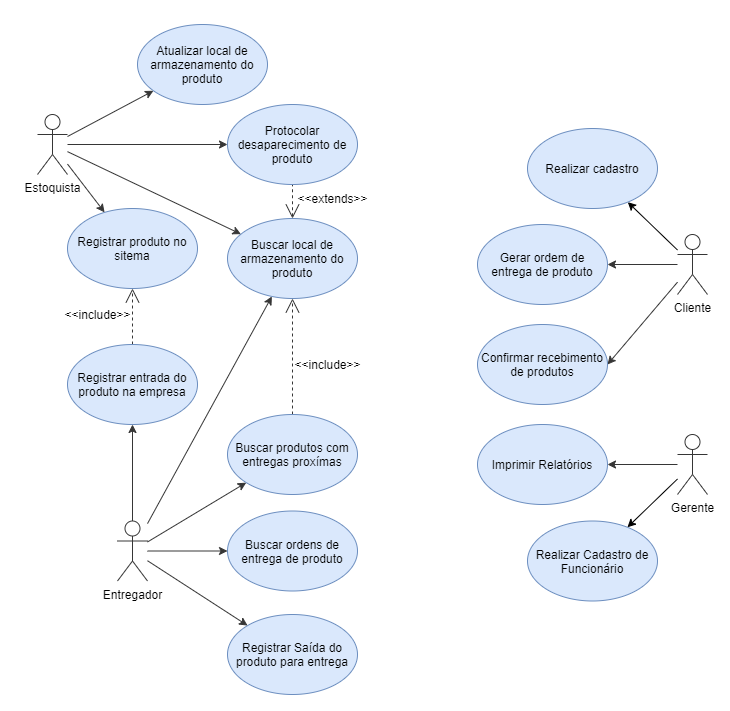 Atualizar local de
armazenamento do
produto
Protocolar
desaparecimento de
produto
Estoquista
<<extends>>
Registrar produto no
sitema
Buscar local de
armazenamento do
produto
<<include>>
<<include>>
Registrar entrada do
produto na empresa
Buscar produtos com
entregas proxímas
Buscar ordens de
entrega de produto
Entregador
Registrar Saída do
produto para entrega
Realizar cadastro
Gerar ordem de
entrega de produto
Cliente
Confirmar recebimento
de produtos
Imprimir Relatórios
Gerente
Realizar Cadastro de
Funcionário